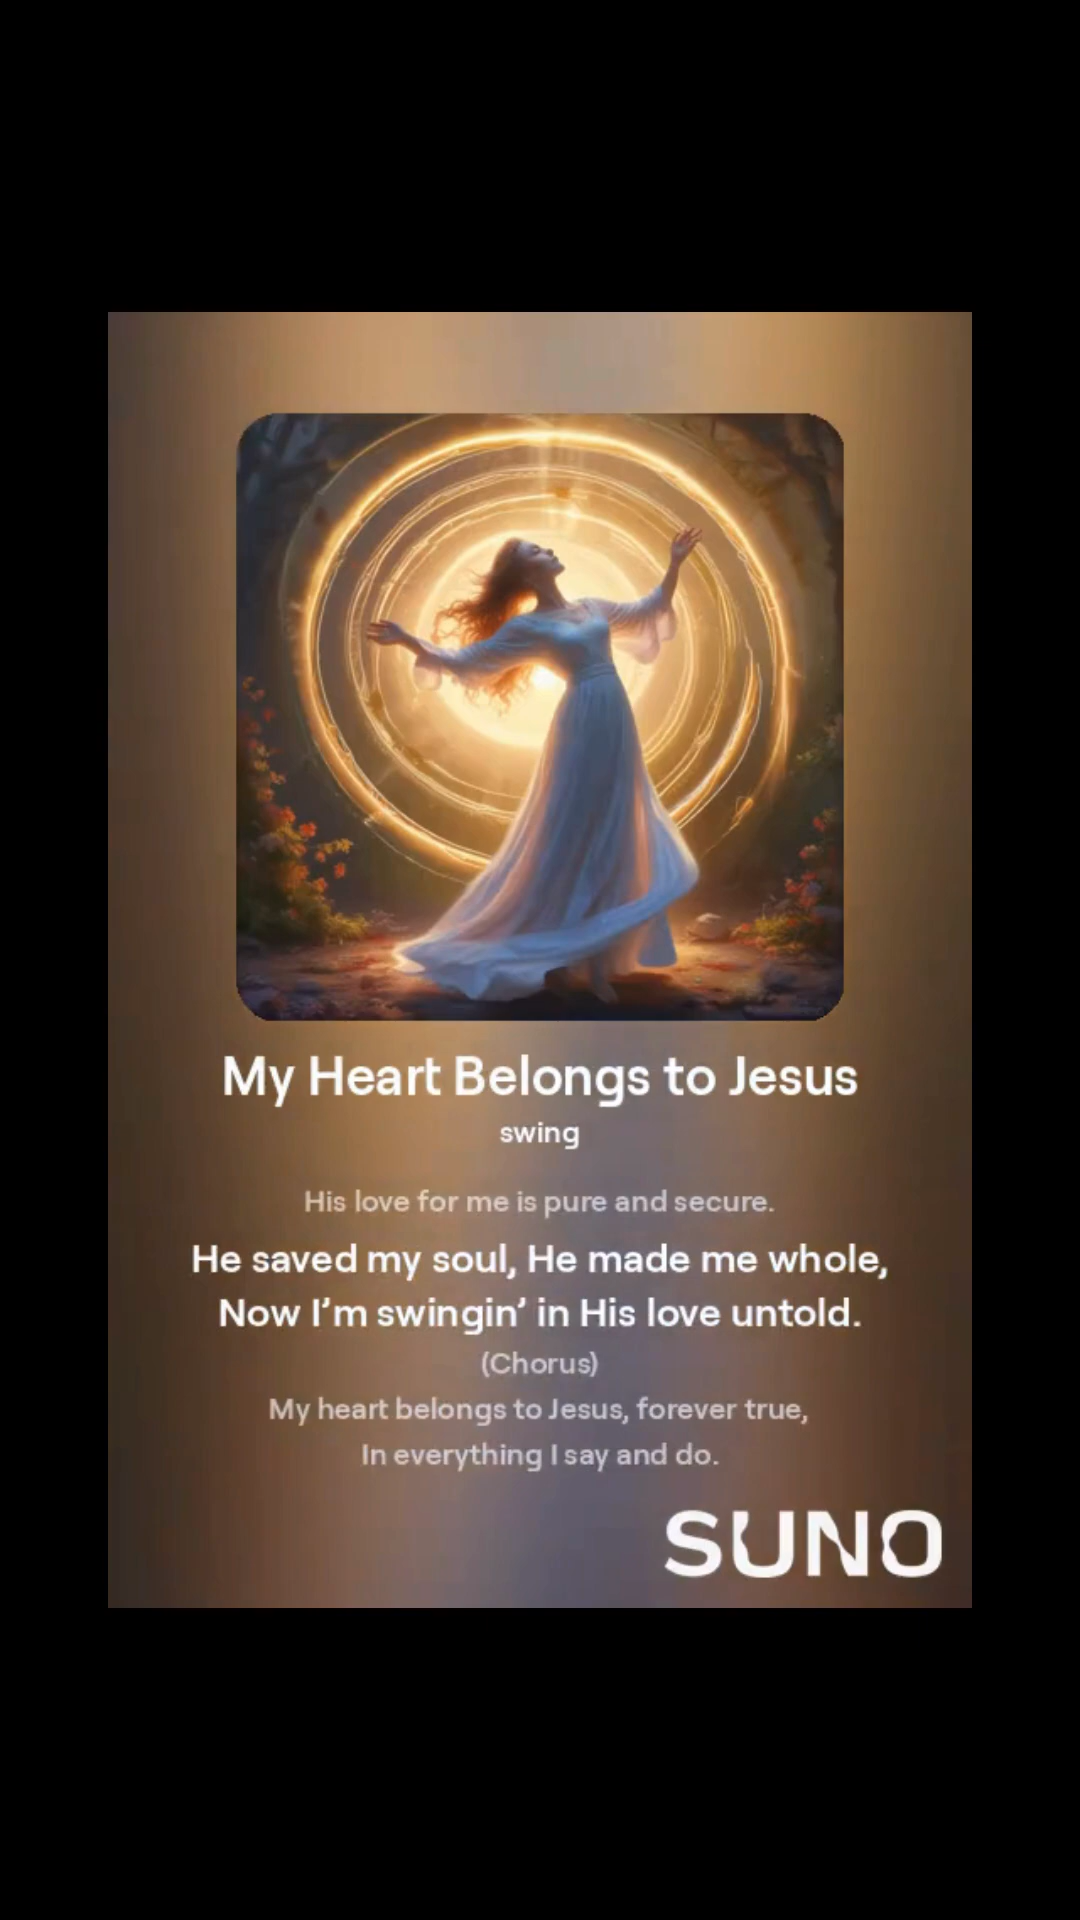 My Heart Belongs to Jesus
swing
His love for me is pure and secure.
He saved my soul, He made me whole,
Now I’m swingin’ in His love untold.
(Chorus)
My heart belongs to Jesus, forever true,
In everything I say and do.
SUNO